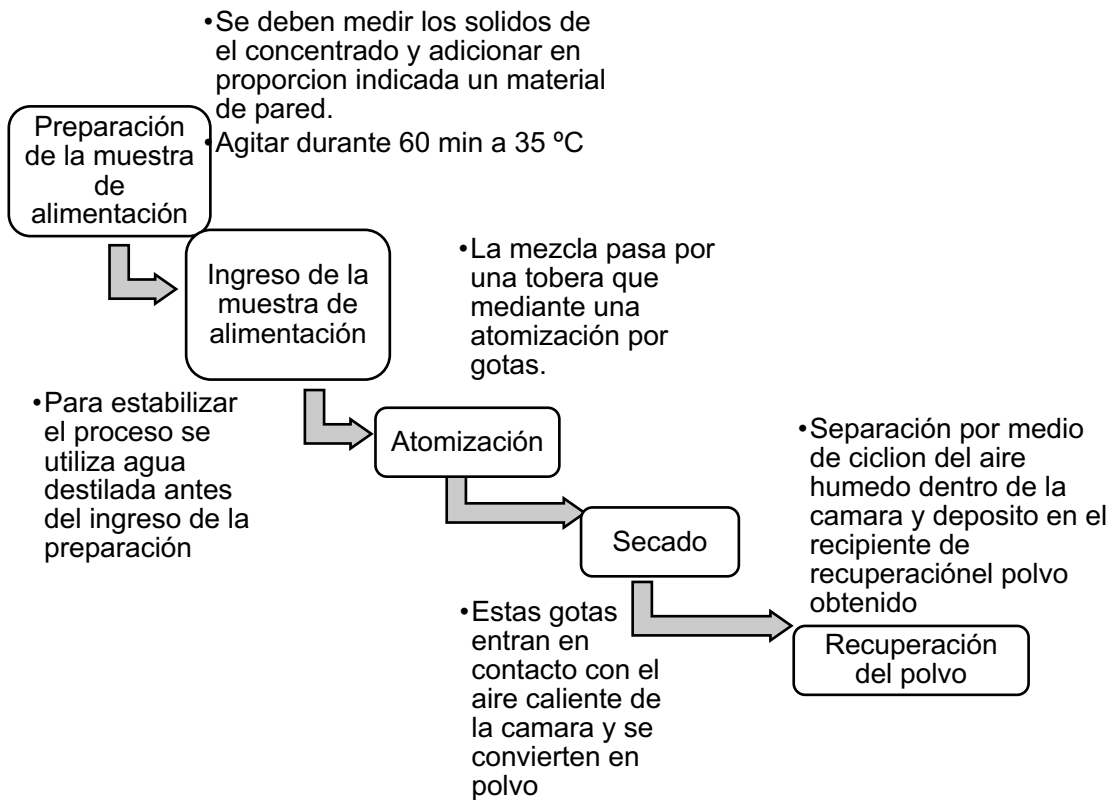 •Se deben medir los solidos de
el concentrado y adicionar en
proporcion indicada un material
de pared.
•Agitar durante 60 min a 35 ºC
Preparación
de la muestra
de
alimentación
Ingreso de la
muestra de
alimentación
•La mezcla pasa por
una tobera que
mediante una
atomización por
gotas.
•Para estabilizar
el proceso se
utiliza agua
destilada antes
del ingreso de la
preparación
Atomización
Secado
•Separación por medio
de ciclion del aire
humedo dentro de la
camara y deposito en el
recipiente de
recuperaciónel polvo
obtenido
•Estas gotas
entran en
contacto con el
aire caliente de
la camara y se
convierten en
polvo
Recuperación
del polvo